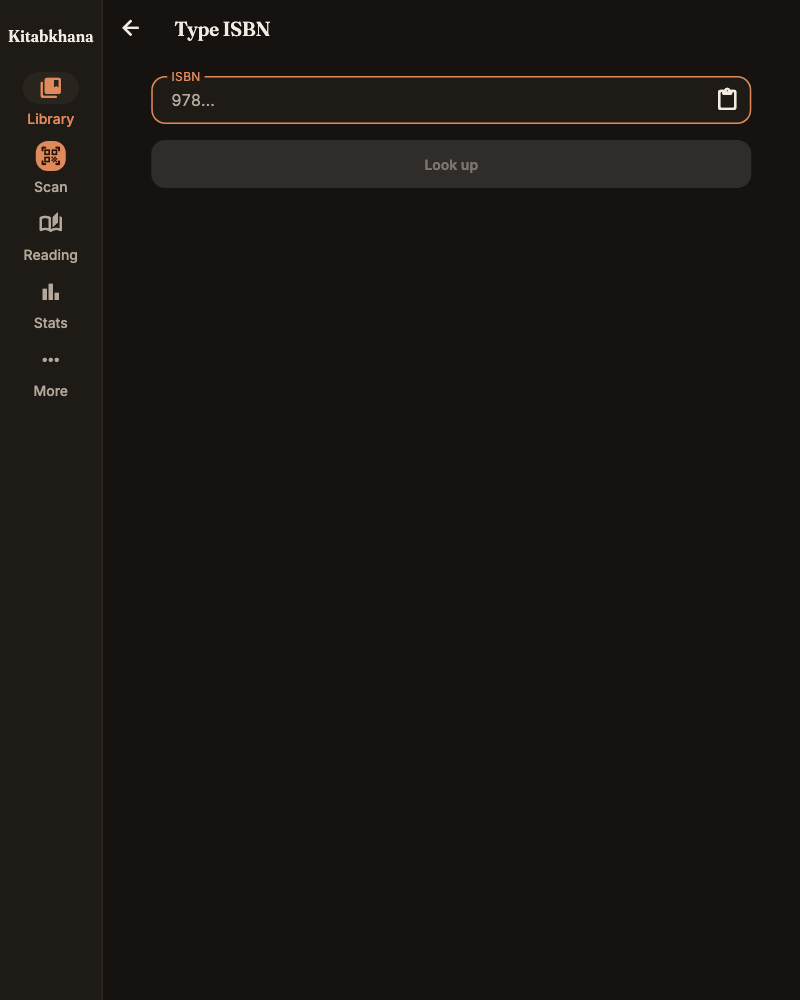 Kitabkhana
Library
Scan
Reading
Stats
More
Type ISBN
ISBN
978...
Look up